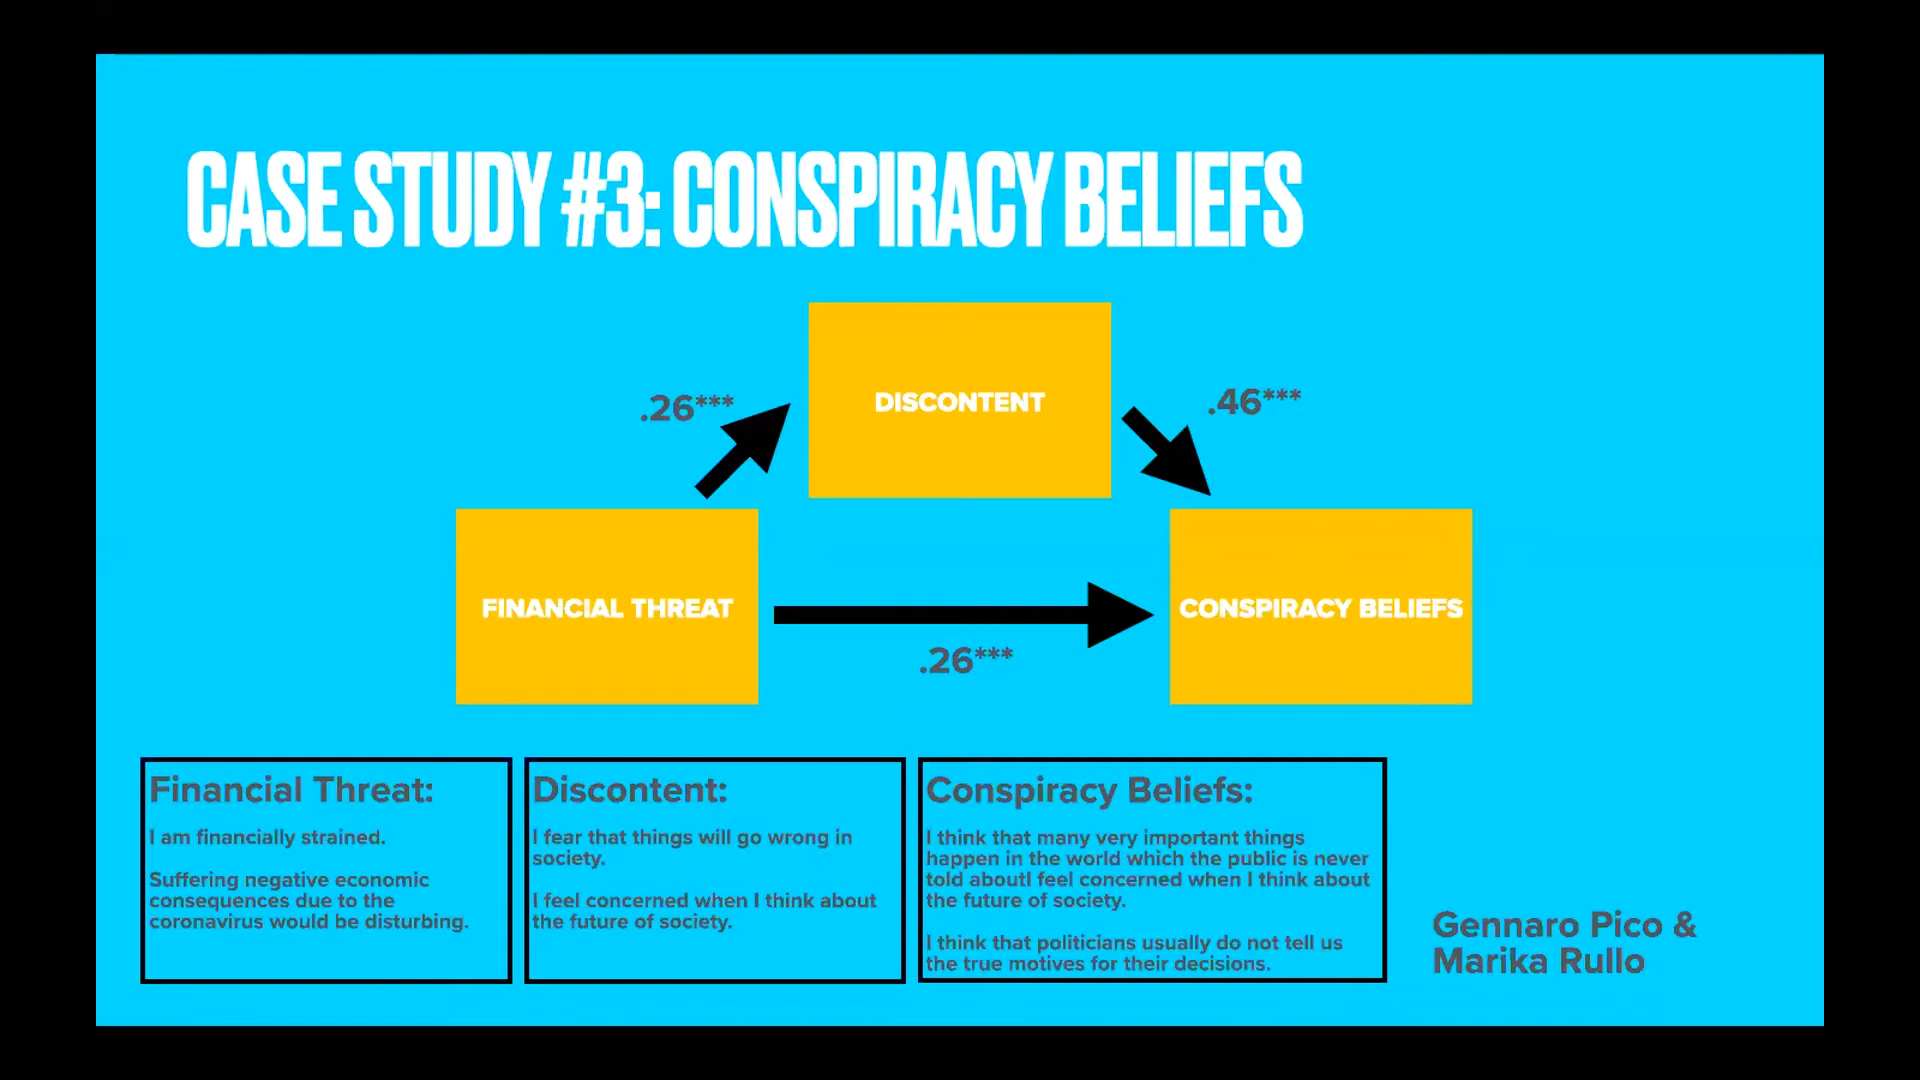 CASE STUDY #3: CONSPIRACY BELIEFS
DISCONTENT
.26***
.46***
FINANCIAL THREAT
CONSPIRACY BELIEFS
.26***
Financial Threat:
I am financially strained.
Suffering negative economic
consequences due to the
coronavirus would be disturbing.
Discontent:
I fear that things will go wrong in
society.
I feel concerned when I think about
the future of society.
Conspiracy Beliefs:
I think that many very important things
happen in the world which the public is never
told aboutI feel concerned when I think about
the future of society.
I think that politicians usually do not tell us
the true motives for their decisions.
Gennaro Pico &
Marika Rullo